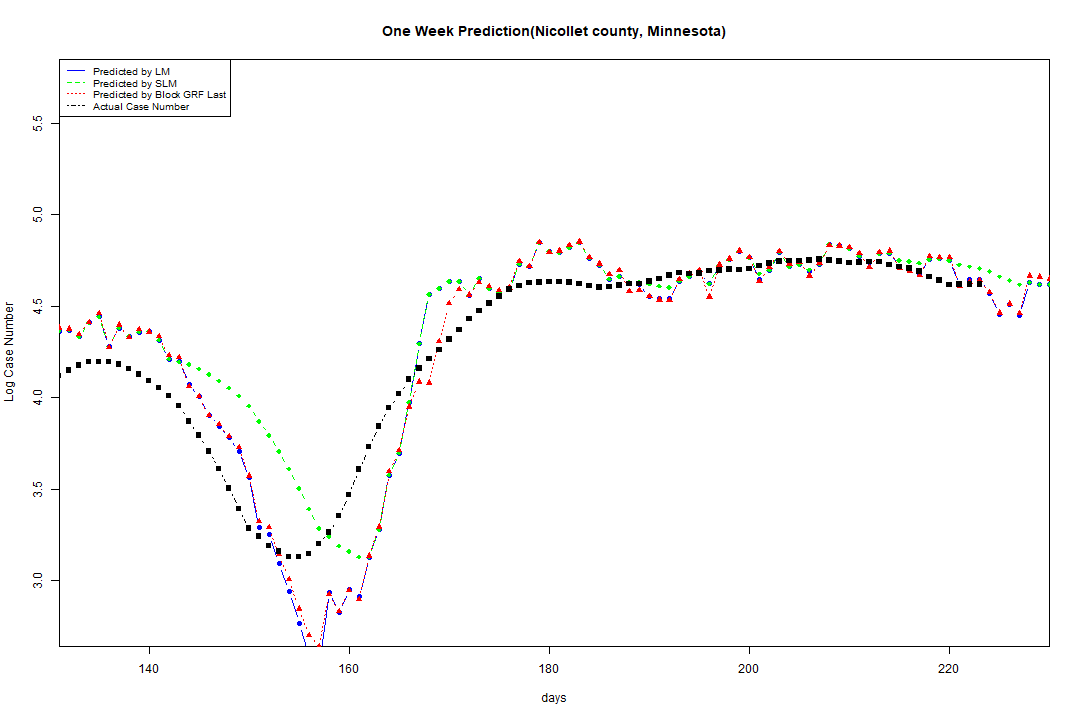 One Week Prediction(Nicollet county, Minnesota)
Predicted by LM
Predicted by SLM
Predicted by Block GRF Last
Actual Case Number
Log Case Number
5.5
5.0
4.5
4.0
3.5
3.0
140 160 180 200 220
days